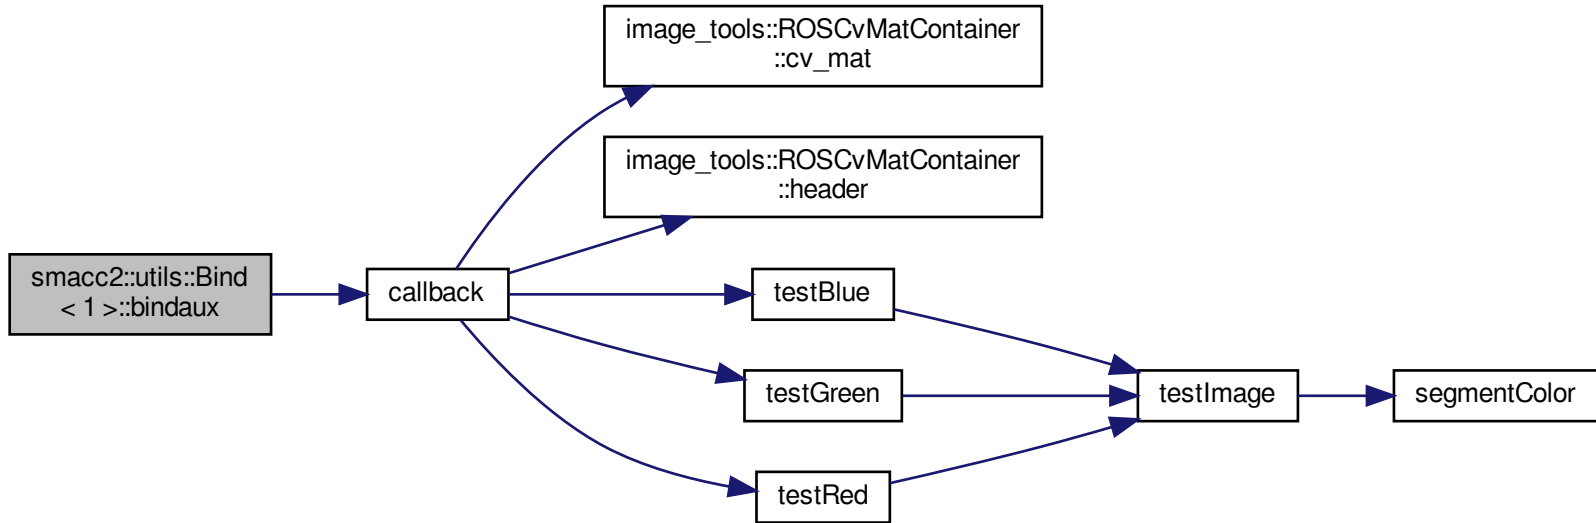 image_tools::ROSCvMatContainer
::cv_mat
image_tools::ROSCvMatContainer
::header
smacc2::utils::Bind
< 1 >::bindaux
callback
testBlue
testGreen
testImage
segmentColor
testRed